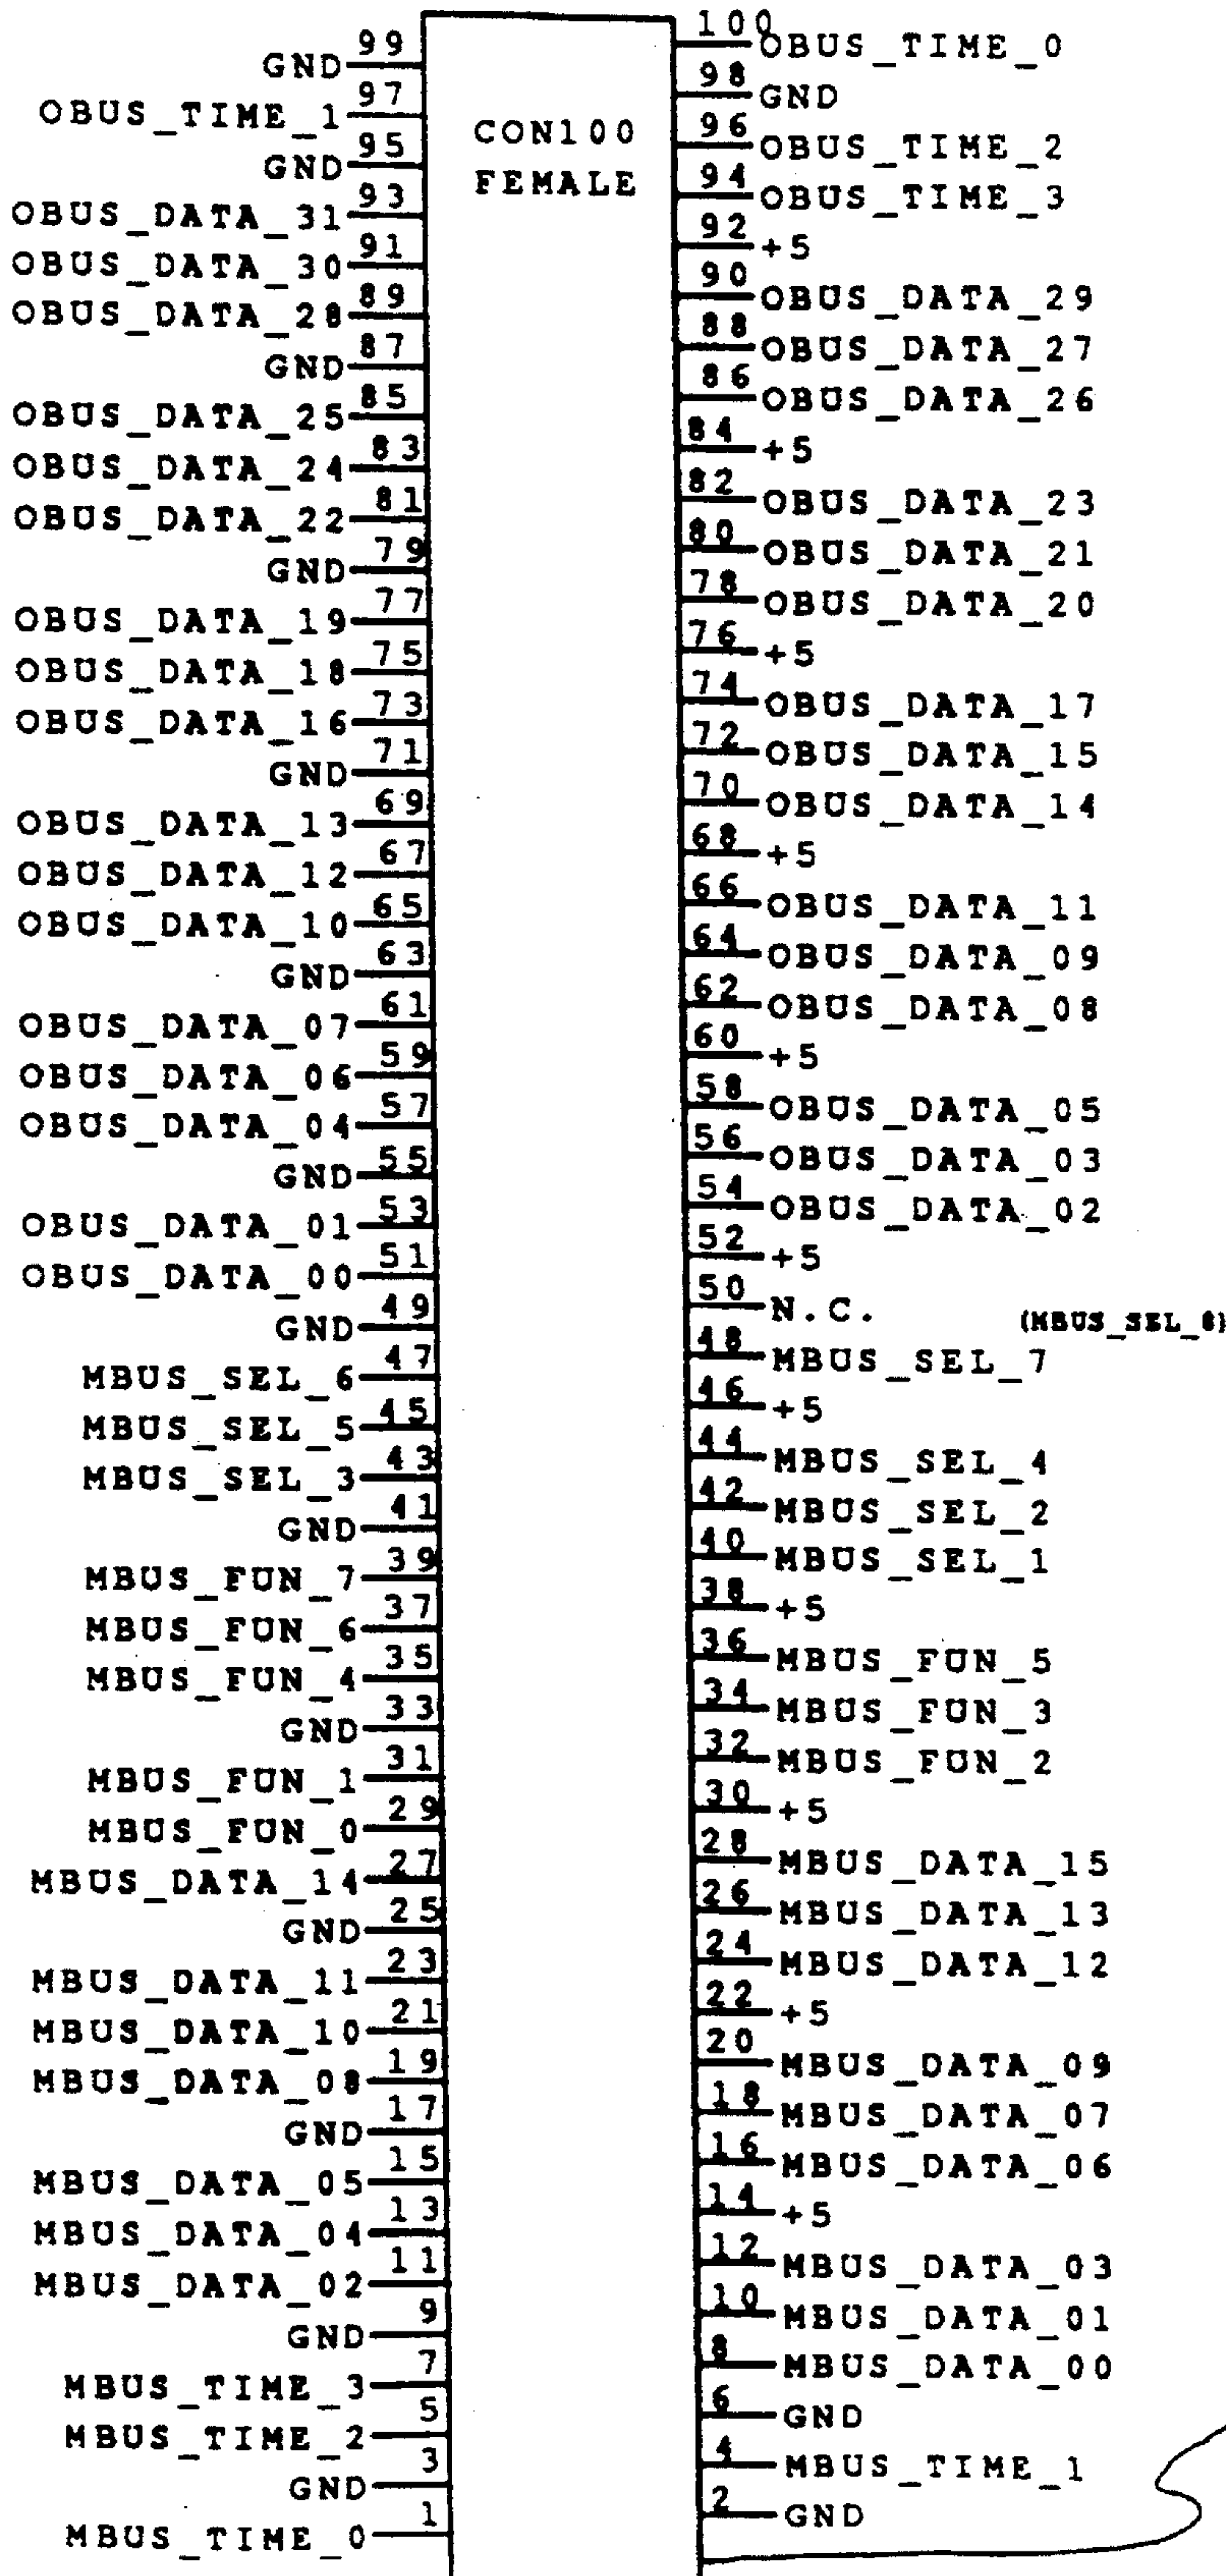 100 OBUS_TIME_0
GND 99
98 GND
OBUS_TIME_1 97
CON100
FEMALE
96 OBUS_TIME_2
GND 95
94 OBUS_TIME_3
OBUS_DATA_31 93
92 +5
OBUS_DATA_30 91
90 OBUS_DATA_29
OBUS_DATA_28 89
88 OBUS_DATA_27
GND 87
86 OBUS_DATA_26
OBUS_DATA_25 85
84 +5
OBUS_DATA_24 83
82 OBUS_DATA_23
OBUS_DATA_22 81
80 OBUS_DATA_21
GND 79
78 OBUS_DATA_20
OBUS_DATA_19 77
76 +5
OBUS_DATA_18 75
74 OBUS_DATA_17
OBUS_DATA_16 73
72 OBUS_DATA_15
GND 71
70 OBUS_DATA_14
OBUS_DATA_13 69
68 +5
OBUS_DATA_12 67
66 OBUS_DATA_11
OBUS_DATA_10 65
64 OBUS_DATA_09
GND 63
62 OBUS_DATA_08
OBUS_DATA_07 61
60 +5
OBUS_DATA_06 59
58 OBUS_DATA_05
OBUS_DATA_04 57
56 OBUS_DATA_03
GND 55
54 OBUS_DATA_02
OBUS_DATA_01 53
52 +5
OBUS_DATA_00 51
50 N.C. (MBUS_SEL_8)
GND 49
48 MBUS_SEL_7
MBUS_SEL_6 47
46 +5
MBUS_SEL_5 45
44 MBUS_SEL_4
MBUS_SEL_3 43
42 MBUS_SEL_2
GND 41
40 MBUS_SEL_1
MBUS_FUN_7 39
38 +5
MBUS_FUN_6 37
36 MBUS_FUN_5
MBUS_FUN_4 35
34 MBUS_FUN_3
GND 33
32 MBUS_FUN_2
MBUS_FUN_1 31
30 +5
MBUS_FUN_0 29
28 MBUS_DATA_15
MBUS_DATA_14 27
26 MBUS_DATA_13
GND 25
24 MBUS_DATA_12
MBUS_DATA_11 23
22 +5
MBUS_DATA_10 21
20 MBUS_DATA_09
MBUS_DATA_08 19
18 MBUS_DATA_07
GND 17
16 MBUS_DATA_06
MBUS_DATA_05 15
14 +5
MBUS_DATA_04 13
12 MBUS_DATA_03
MBUS_DATA_02 11
10 MBUS_DATA_01
GND 9
8 MBUS_DATA_00
MBUS_TIME_3 7
6 GND
MBUS_TIME_2 5
4 MBUS_TIME_1
GND 3
2 GND
MBUS_TIME_0 1